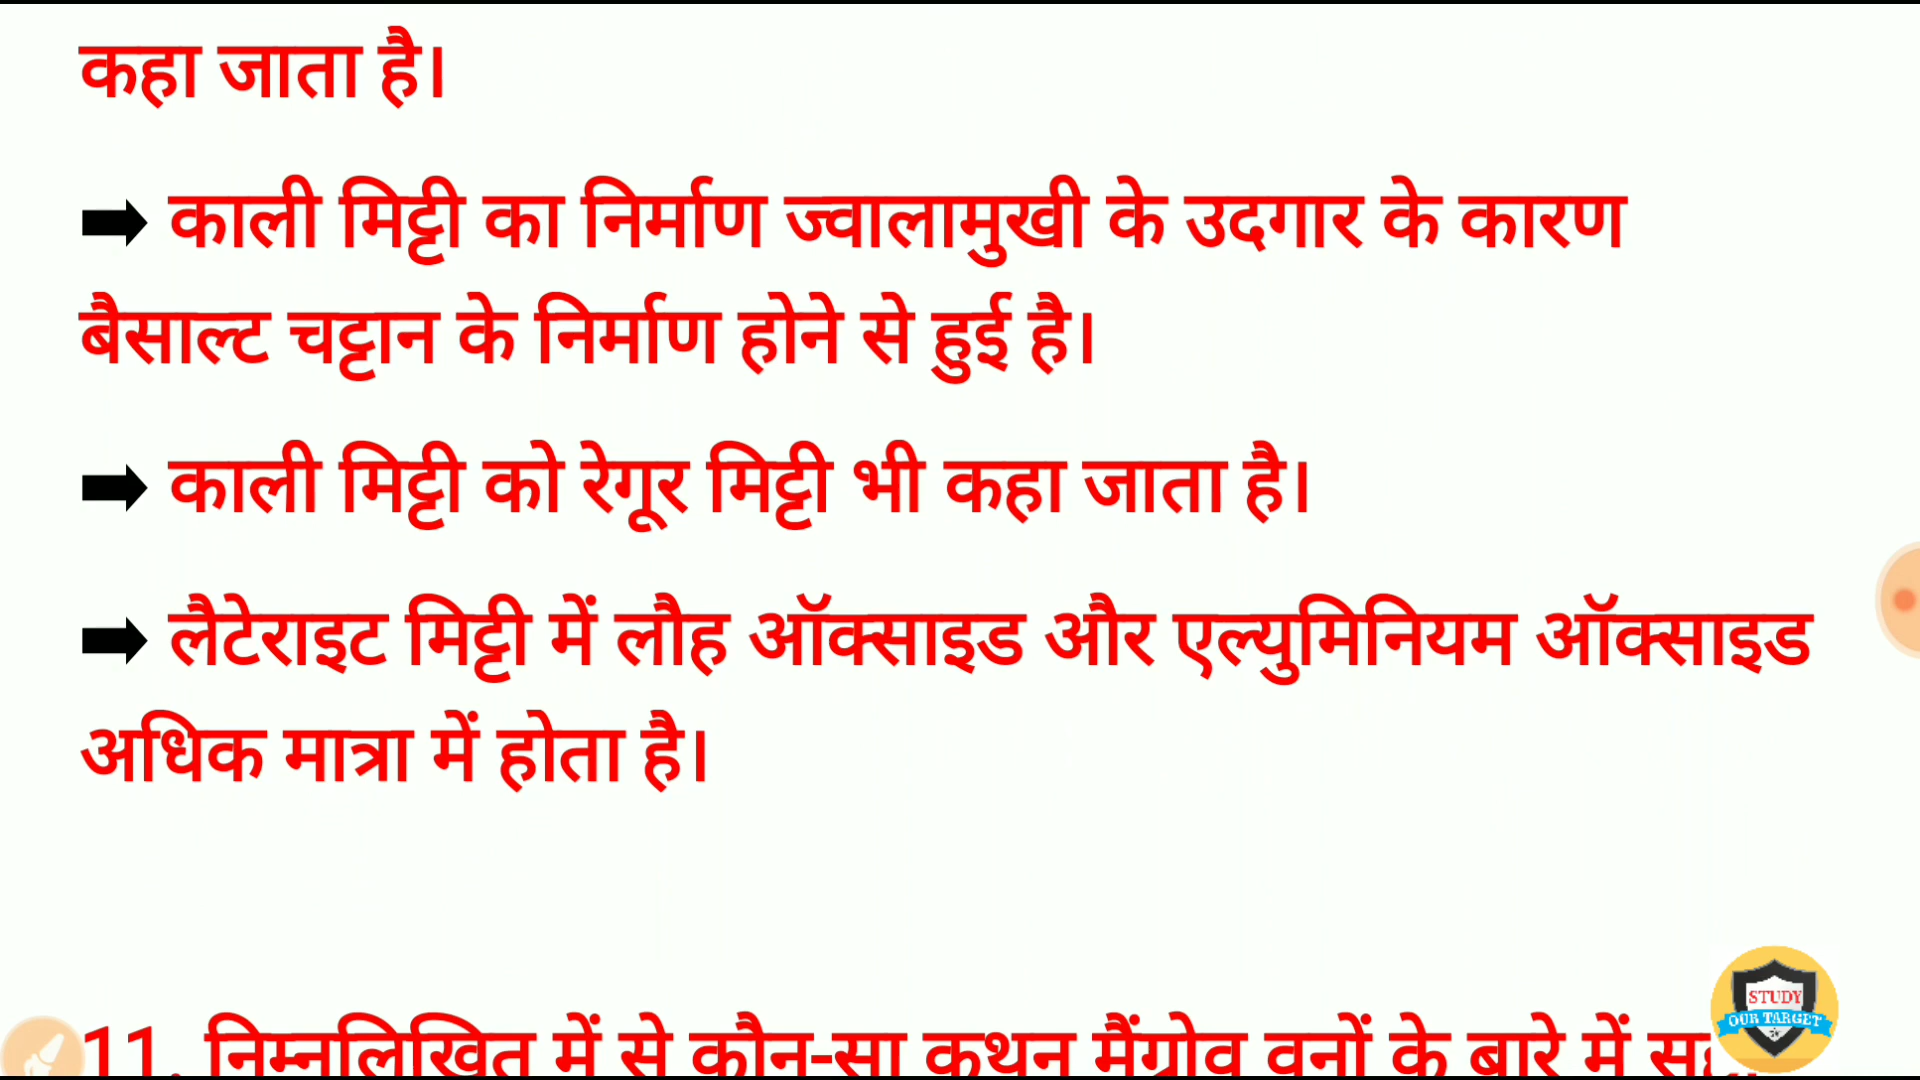 कहा जाता है।
➡ काली मिट्टी का निर्माण ज्वालामुखी के उदगार के कारण
बैसाल्ट चट्टान के निर्माण होने से हुई है।
➡ काली मिट्टी को रेगूर मिट्टी भी कहा जाता है।
➡ लैटेराइट मिट्टी में लौह ऑक्साइड और एल्युमिनियम ऑक्साइड
अधिक मात्रा में होता है।
11. निम्नलिखित में से कौन-सा कथन मैंग्रोव वनों के बारे में
STUDY
OUR TARGET